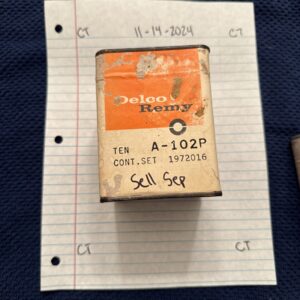 CT 11-14-2024 CT
Delco
Remy
TEN A-102P
CONT. SET 1972016
Sell Sep
CT CT